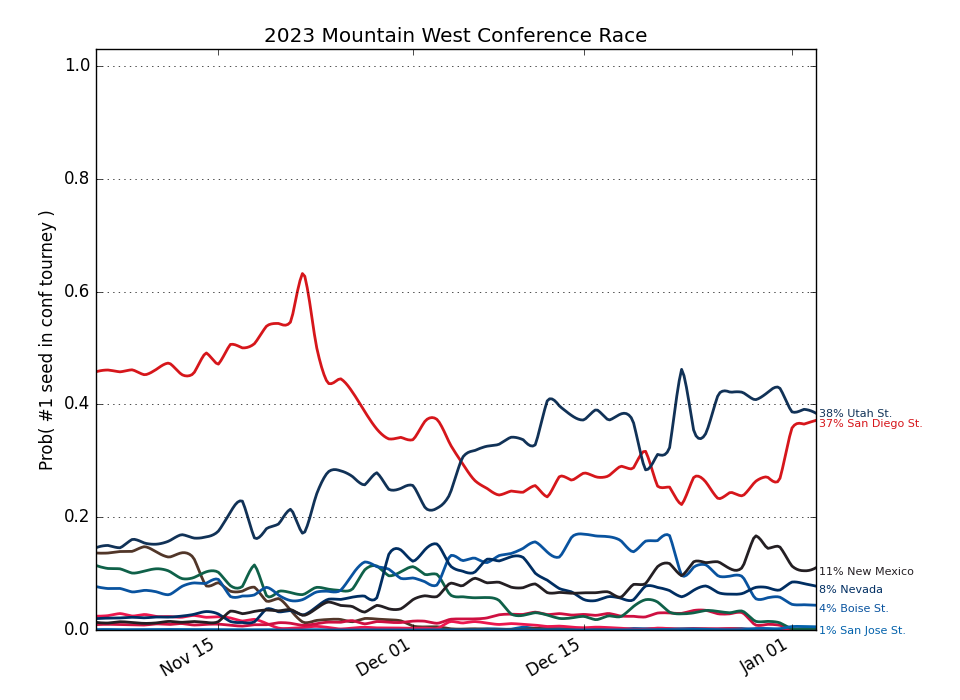 2023 Mountain West Conference Race
Prob( #1 seed in conf tourney )
1.0
0.8
0.6
0.4
0.2
0.0
38% Utah St.
37% San Diego St.
11% New Mexico
8% Nevada
4% Boise St.
1% San Jose St.
Nov 15
Dec 01
Dec 15
Jan 01